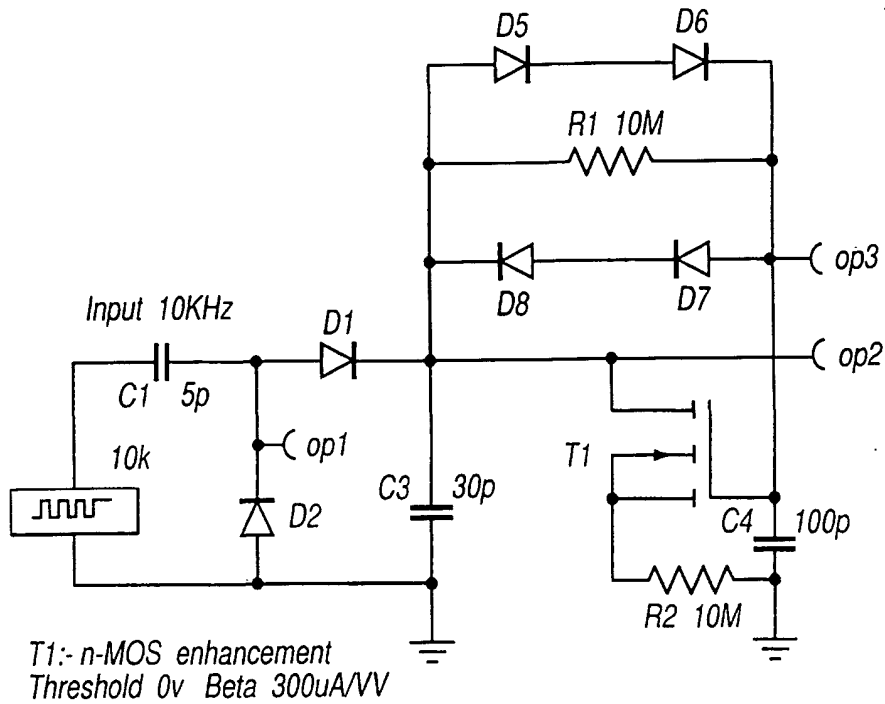 D5
D6
R1 10M
op3
D8
D7
Input 10KHz
D1
op2
C1 5p
op1
T1
10k
C3 30p
C4 100p
D2
R2 10M
T1:- n-MOS enhancement
Threshold 0v Beta 300uA/VV